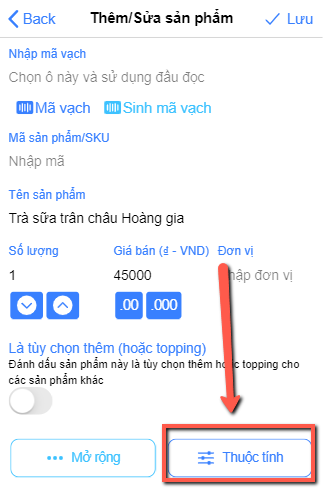 Back
Thêm/Sửa sản phẩm
Lưu
Nhập mã vạch
Chọn ô này và sử dụng đầu đọc
Mã vạch
Sinh mã vạch
Mã sản phẩm/SKU
Nhập mã
Tên sản phẩm
Trà sữa trân châu Hoàng gia
Số lượng
Giá bán (₫ - VND)
Đơn vị
1
45000
đơn vị
.00
.000
Là tùy chọn thêm (hoặc topping)
Đánh dấu sản phẩm này là tùy chọn thêm hoặc topping cho
các sản phẩm khác
Mở rộng
Thuộc tính